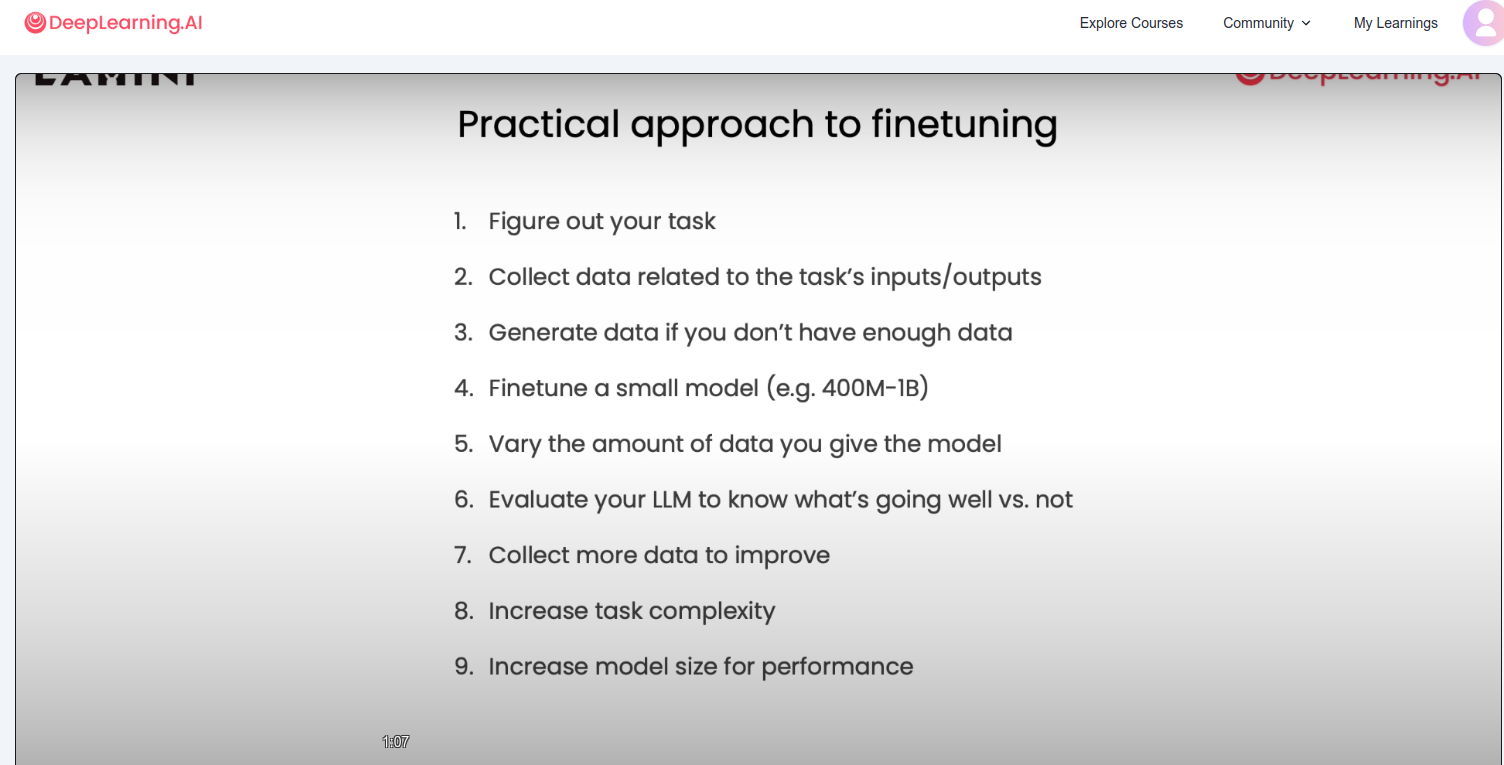 DeepLearning.AI
Explore Courses
Community
My Learnings
LAMINI
DeepLearning.AI
Practical approach to finetuning
1. Figure out your task
2. Collect data related to the task's inputs/outputs
3. Generate data if you don't have enough data
4. Finetune a small model (e.g. 400M-1B)
5. Vary the amount of data you give the model
6. Evaluate your LLM to know what's going well vs. not
7. Collect more data to improve
8. Increase task complexity
9. Increase model size for performance
1:07